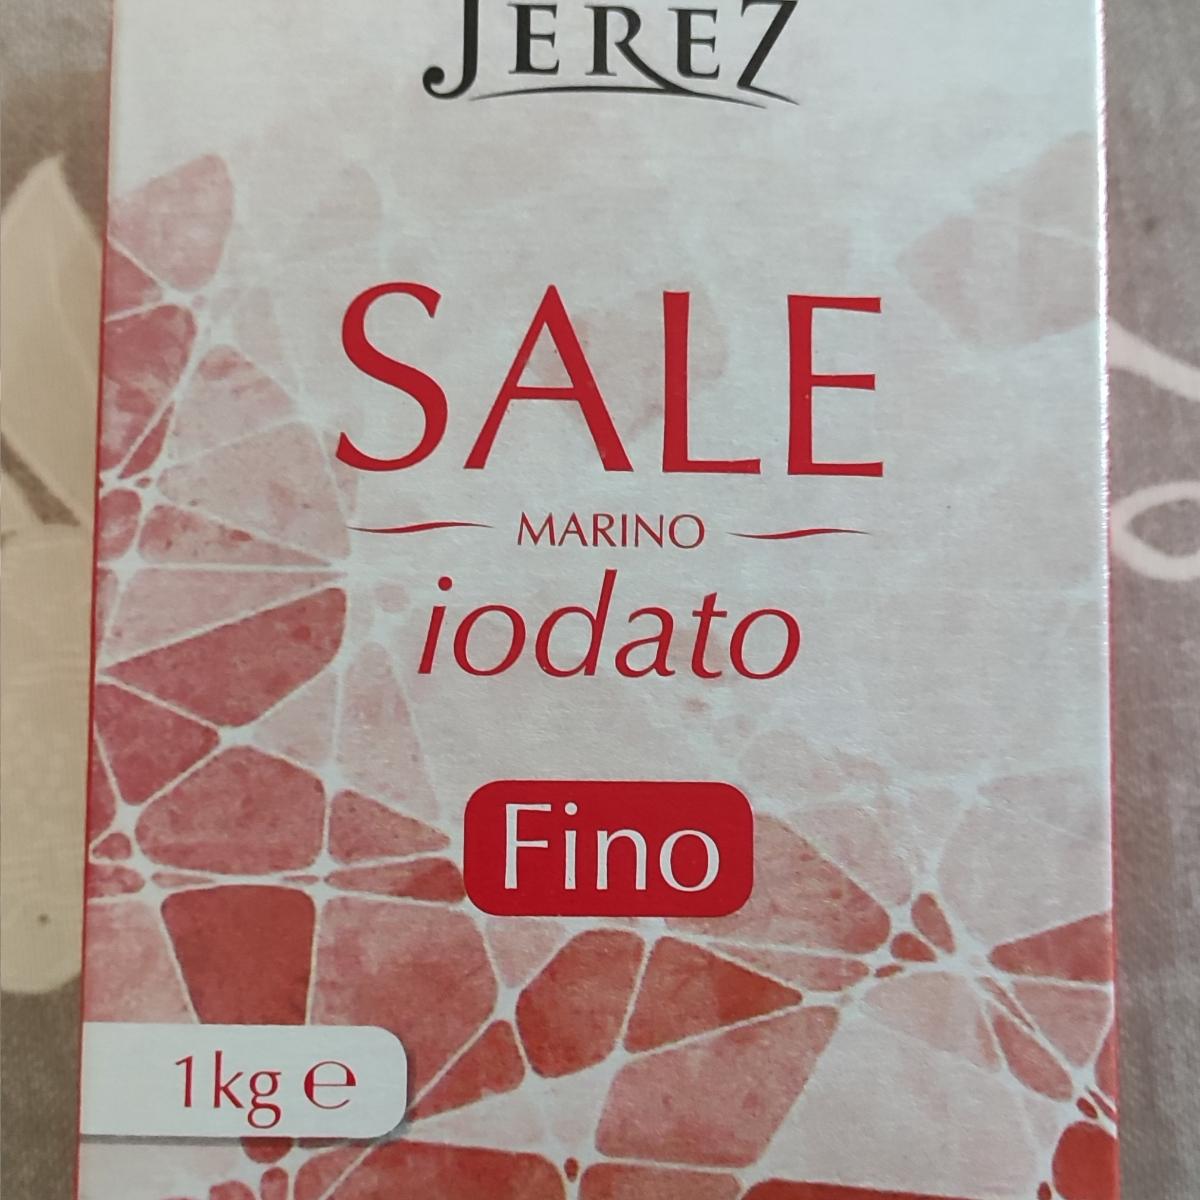 JEREZ
SALE
MARINO
iodato
Fino
1kg ℮